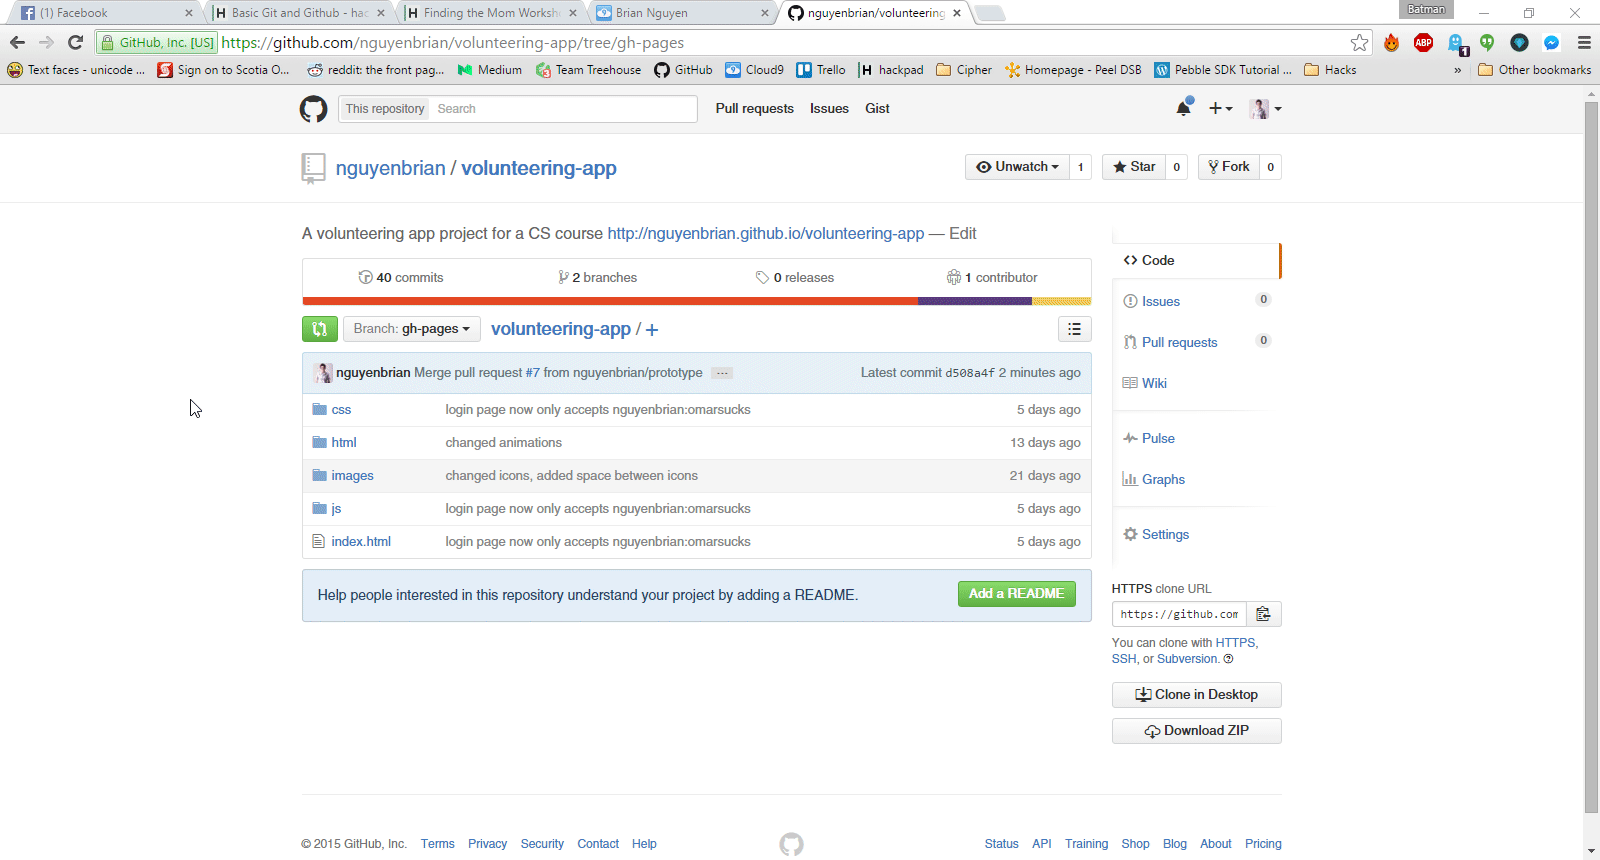 (1) Facebook
Basic Git and Github - hac
Finding the Mom Worksh
Brian Nguyen
nguyenbrian/volunteering
Batman
GitHub, Inc. [US] https://github.com/nguyenbrian/volunteering-app/tree/gh-pages
ABP
1
Text faces - unicode ...
Sign on to Scotia O...
reddit: the front pag...
Medium
Team Treehouse
GitHub
Cloud9
Trello
hackpad
Cipher
Homepage - Peel DSB
Pebble SDK Tutorial ...
Hacks
»
Other bookmarks
This repository Search
Pull requests
Issues
Gist
nguyenbrian / volunteering-app
Unwatch 1
Star 0
Fork 0
A volunteering app project for a CS course http://nguyenbrian.github.io/volunteering-app — Edit
40 commits
2 branches
0 releases
1 contributor
Branch: gh-pages
volunteering-app / +
nguyenbrian Merge pull request #7 from nguyenbrian/prototype ... Latest commit d508a4f 2 minutes ago
css login page now only accepts nguyenbrian:omarsucks 5 days ago
html changed animations 13 days ago
images changed icons, added space between icons 21 days ago
js login page now only accepts nguyenbrian:omarsucks 5 days ago
index.html login page now only accepts nguyenbrian:omarsucks 5 days ago
Help people interested in this repository understand your project by adding a README.
Add a README
Code
Issues 0
Pull requests 0
Wiki
Pulse
Graphs
Settings
HTTPS clone URL
https://github.com
You can clone with HTTPS,
SSH, or Subversion.
Clone in Desktop
Download ZIP
© 2015 GitHub, Inc. Terms Privacy Security Contact Help
Status API Training Shop Blog About Pricing